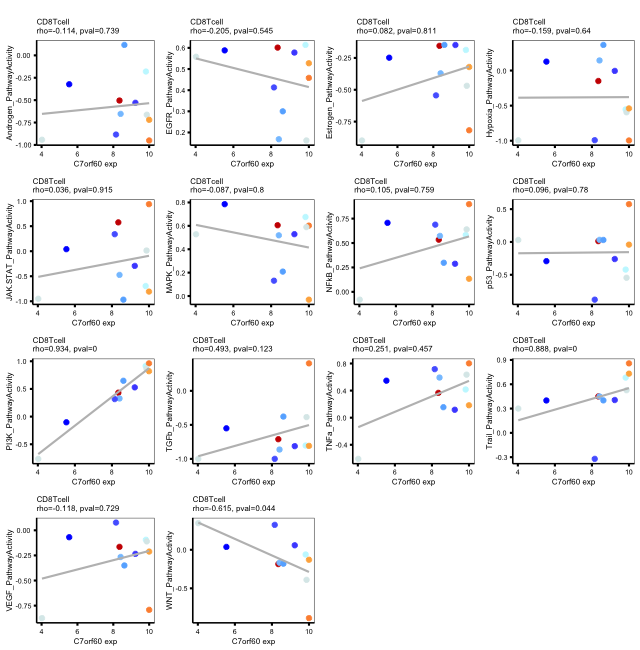 CD8Tcell
rho=-0.114, pval=0.739
Androgen_PathwayActivity
0.00
-0.25
-0.50
-0.75
-1.00
4 6 8 10
C7orf60 exp
CD8Tcell
rho=-0.205, pval=0.545
EGFR_PathwayActivity
0.6
0.5
0.4
0.3
0.2
4 6 8 10
C7orf60 exp
CD8Tcell
rho=0.082, pval=0.811
Estrogen_PathwayActivity
-0.25
-0.50
-0.75
4 6 8 10
C7orf60 exp
CD8Tcell
rho=-0.159, pval=0.64
Hypoxia_PathwayActivity
0.0
-0.5
-1.0
4 6 8 10
C7orf60 exp
CD8Tcell
rho=0.036, pval=0.915
JAK-STAT_PathwayActivity
1.0
0.5
0.0
-0.5
-1.0
4 6 8 10
C7orf60 exp
CD8Tcell
rho=-0.087, pval=0.8
MAPK_PathwayActivity
0.8
0.6
0.4
0.2
0.0
4 6 8 10
C7orf60 exp
CD8Tcell
rho=0.105, pval=0.759
NFkB_PathwayActivity
0.75
0.50
0.25
0.00
4 6 8 10
C7orf60 exp
CD8Tcell
rho=0.096, pval=0.78
p53_PathwayActivity
0.5
0.0
-0.5
4 6 8 10
C7orf60 exp
CD8Tcell
rho=0.934, pval=0
PI3K_PathwayActivity
1.0
0.5
0.0
-0.5
4 6 8 10
C7orf60 exp
CD8Tcell
rho=0.493, pval=0.123
TGFb_PathwayActivity
0.0
-0.5
-1.0
4 6 8 10
C7orf60 exp
CD8Tcell
rho=0.251, pval=0.457
TNFa_PathwayActivity
0.8
0.4
0.0
-0.4
4 6 8 10
C7orf60 exp
CD8Tcell
rho=0.888, pval=0
Trail_PathwayActivity
0.9
0.6
0.3
0.0
-0.3
4 6 8 10
C7orf60 exp
CD8Tcell
rho=-0.118, pval=0.729
VEGF_PathwayActivity
0.00
-0.25
-0.50
-0.75
4 6 8 10
C7orf60 exp
CD8Tcell
rho=-0.615, pval=0.044
WNT_PathwayActivity
0.0
-0.5
4 6 8 10
C7orf60 exp